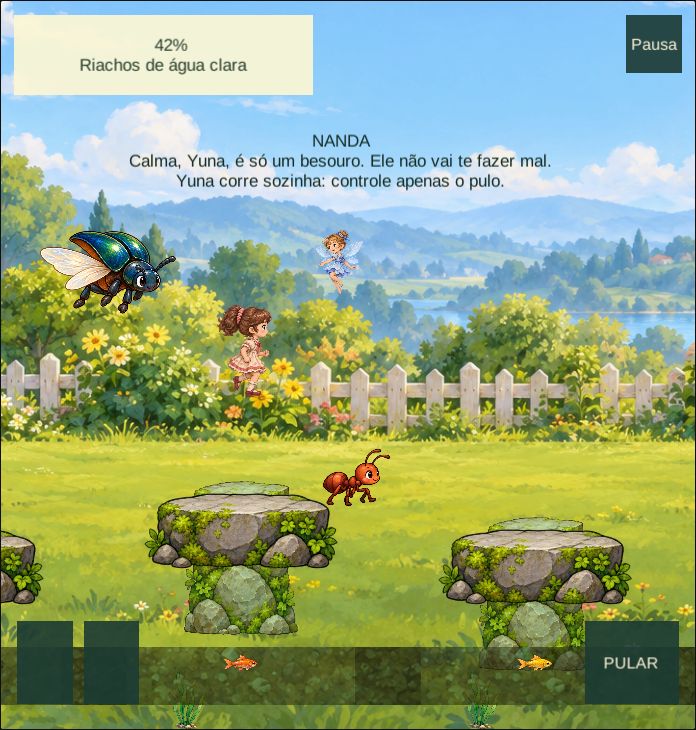 42%
Riachos de água clara
Pausa
NANDA
Calma, Yuna, é só um besouro. Ele não vai te fazer mal.
Yuna corre sozinha: controle apenas o pulo.
PULAR